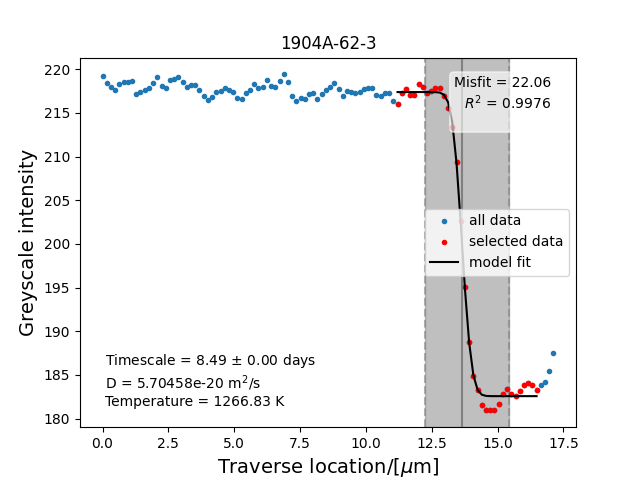 1904A-62-3
Misfit = 22.06
R² = 0.9976
all data
selected data
model fit
Timescale = 8.49 ± 0.00 days
D = 5.70458e-20 m²/s
Temperature = 1266.83 K
Greyscale intensity
220
215
210
205
200
195
190
185
180
0.0 2.5 5.0 7.5 10.0 12.5 15.0 17.5
Traverse location/[μm]